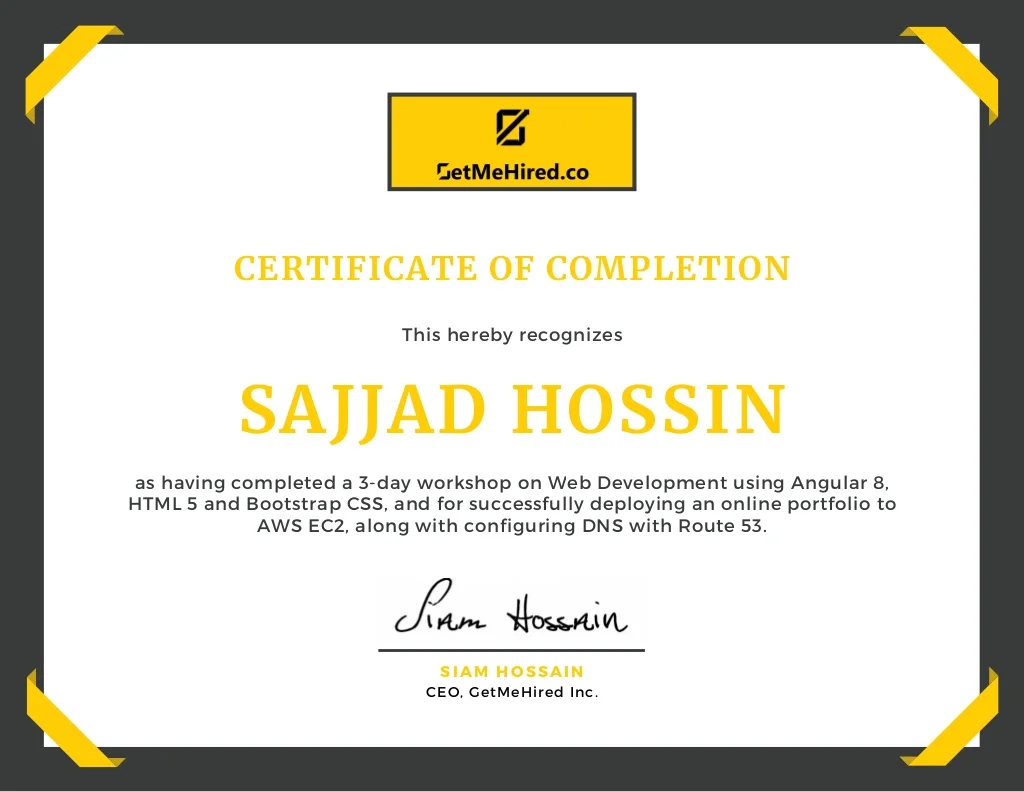 GetMeHired.co
CERTIFICATE OF COMPLETION
This hereby recognizes
SAJJAD HOSSIN
as having completed a 3-day workshop on Web Development using Angular 8,
HTML 5 and Bootstrap CSS, and for successfully deploying an online portfolio to
AWS EC2, along with configuring DNS with Route 53.
Siam Hossain
SIAM HOSSAIN
CEO, GetMeHired Inc.